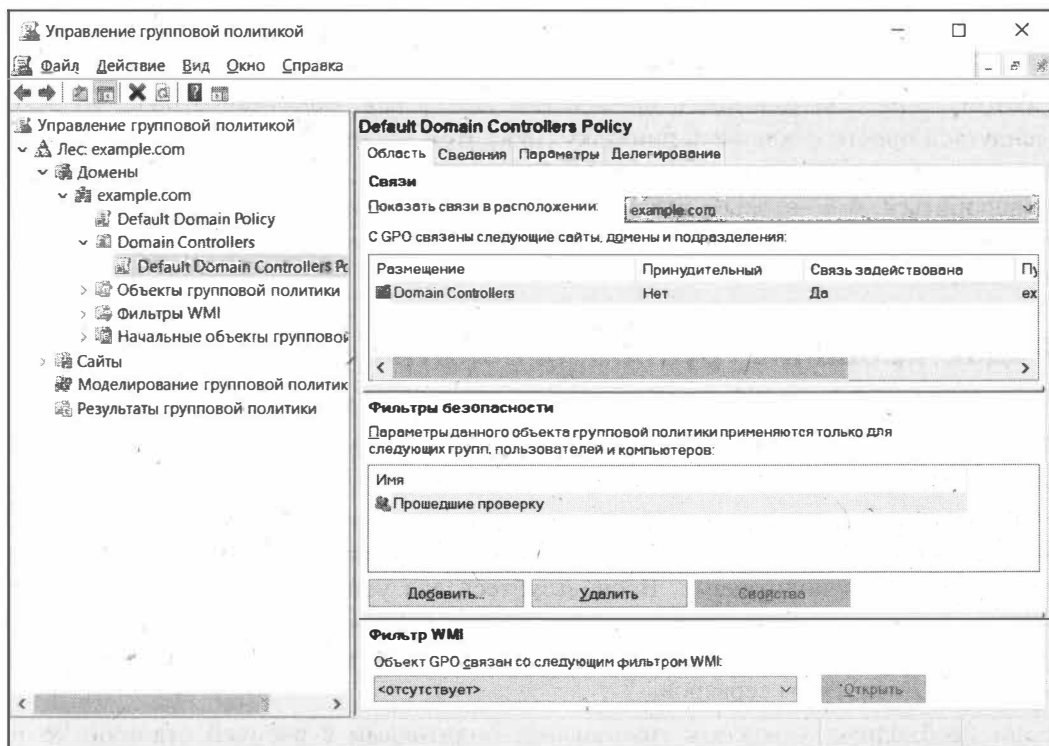 Управление групповой политикой
Файл Действие Вид Окно Справка
Управление групповой политикой
Лес: example.com
Домены
example.com
Default Domain Policy
Domain Controllers
Default Domain Controllers Pc
Объекты групповой политики
Фильтры WMI
Начальные объекты групповой
Сайты
Моделирование групповой политик
Результаты групповой политики
Default Domain Controllers Policy
Область Сведения Параметры Делегирование
Связи
Показать связи в расположении: example.com
С GPO связаны следующие сайты, домены и подразделения:
Размещение Принудительный Связь задействована Пу
Domain Controllers Нет Да ex
Фильтры безопасности
Параметры данного объекта групповой политики применяются только для
следующих групп, пользователей и компьютеров:
Имя
Прошедшие проверку
Добавить... Удалить Свойства
Фильтр WMI
Объект GPO связан со следующим фильтром WMI:
<отсутствует> Открыть